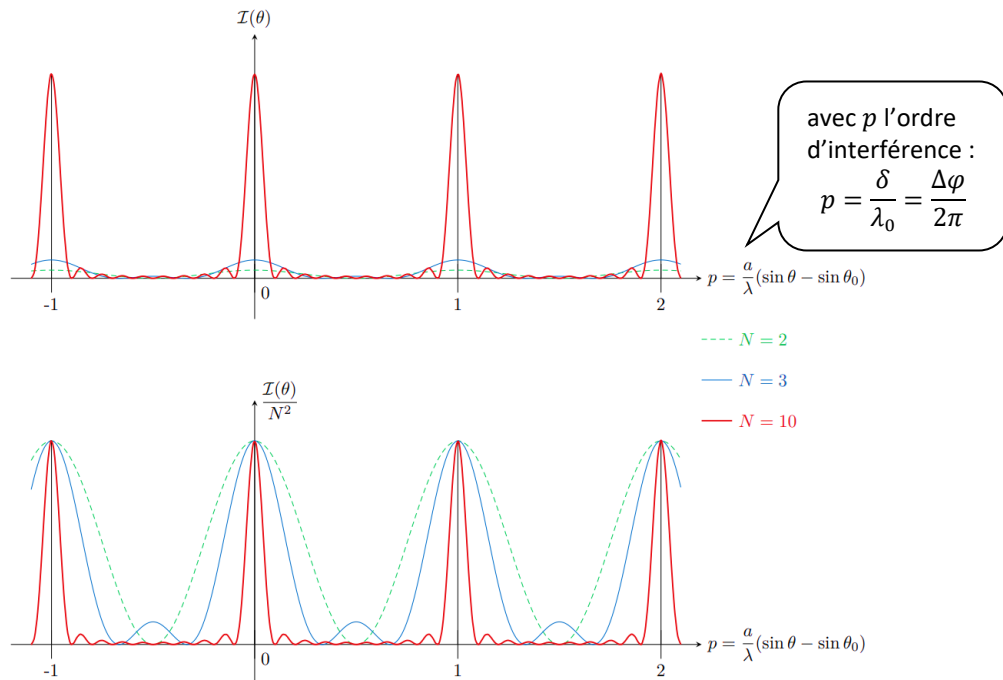 ℐ(θ)
avec p l’ordre
d’interférence :
p = δ/λ₀ = Δφ/2π
p = a/λ (sin θ − sin θ₀)
-1 0 1 2
N = 2
N = 3
N = 10
ℐ(θ)/N²
p = a/λ (sin θ − sin θ₀)
-1 0 1 2